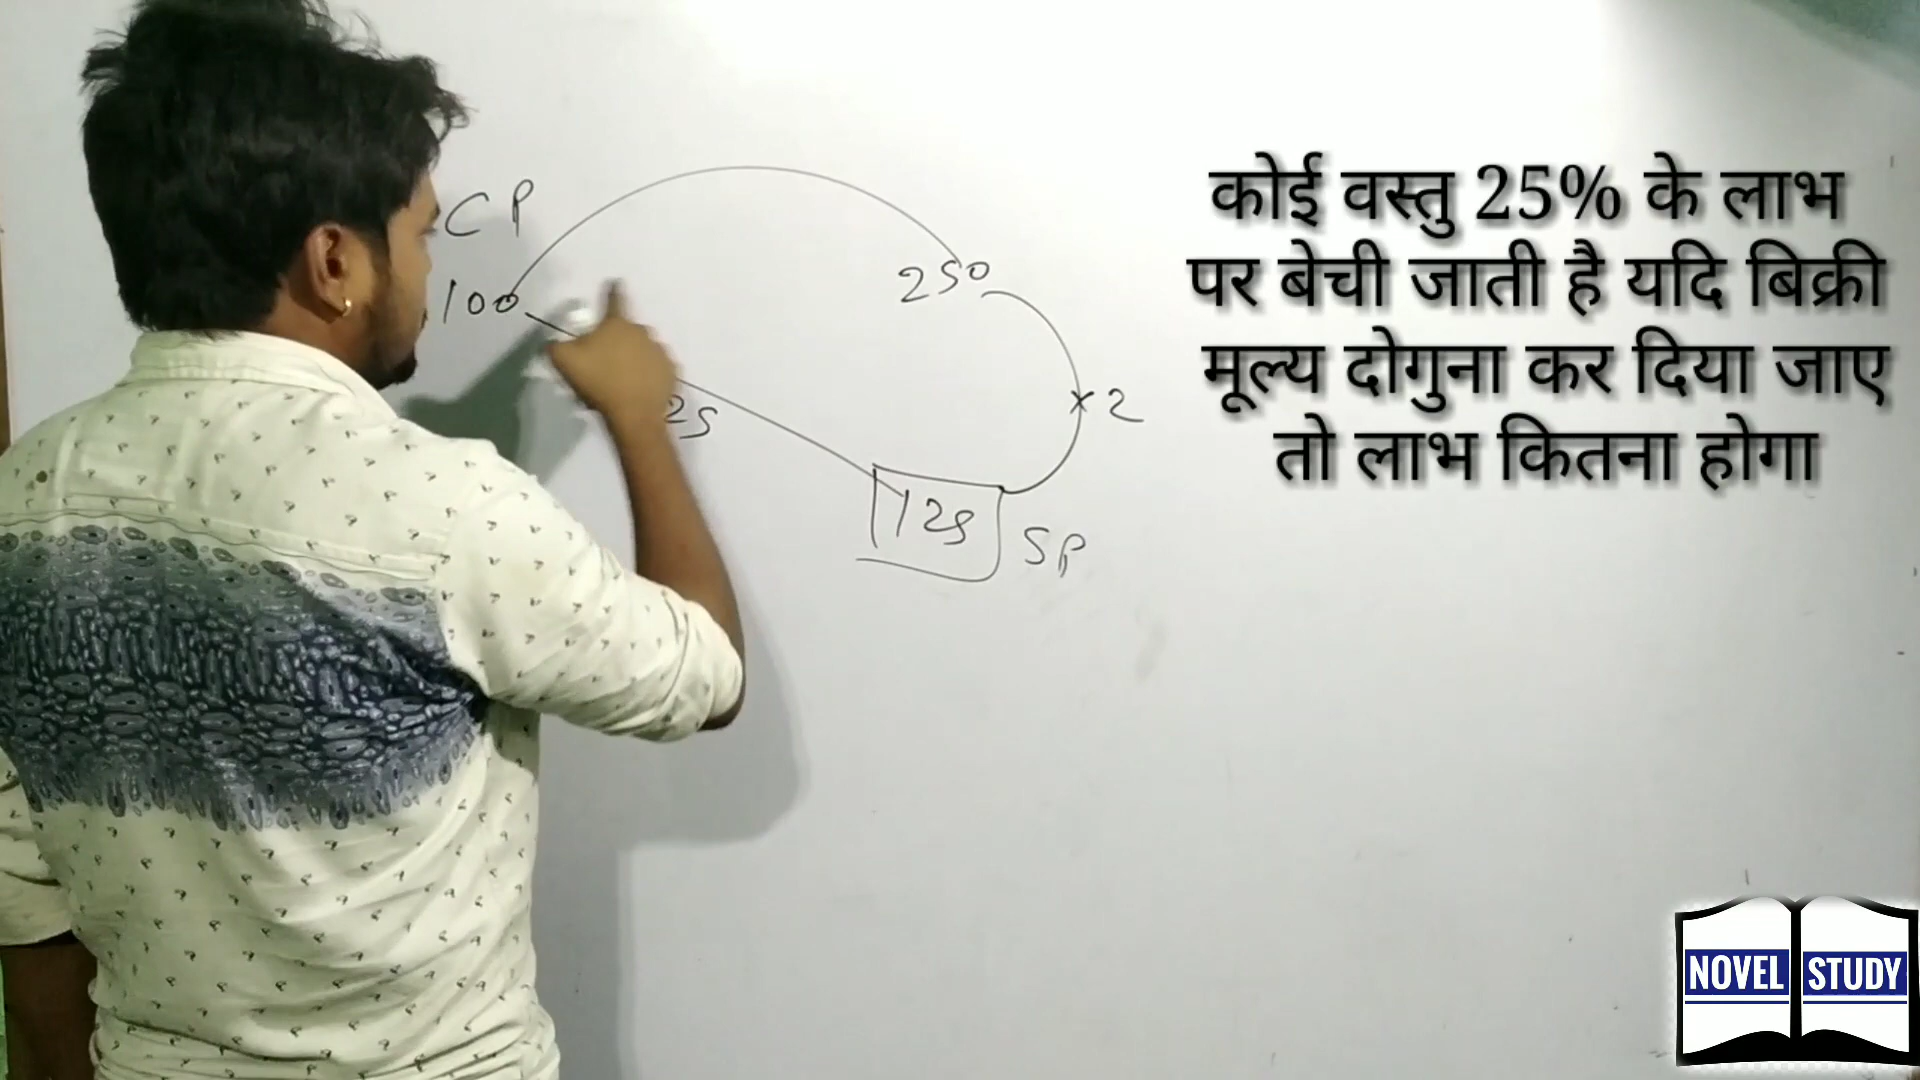 कोई वस्तु 25% के लाभ
पर बेची जाती है यदि बिक्री
मूल्य दोगुना कर दिया जाए
तो लाभ कितना होगा
CP
100
250
x 2
25
125
SP
NOVEL STUDY